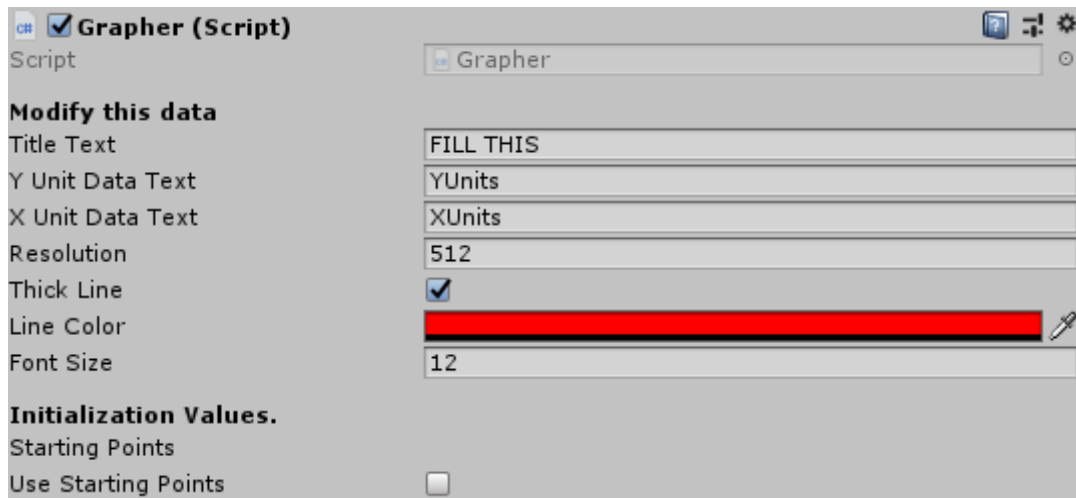 Grapher (Script)
Script Grapher
Modify this data
Title Text FILL THIS
Y Unit Data Text YUnits
X Unit Data Text XUnits
Resolution 512
Thick Line
Line Color
Font Size 12
Initialization Values.
Starting Points
Use Starting Points